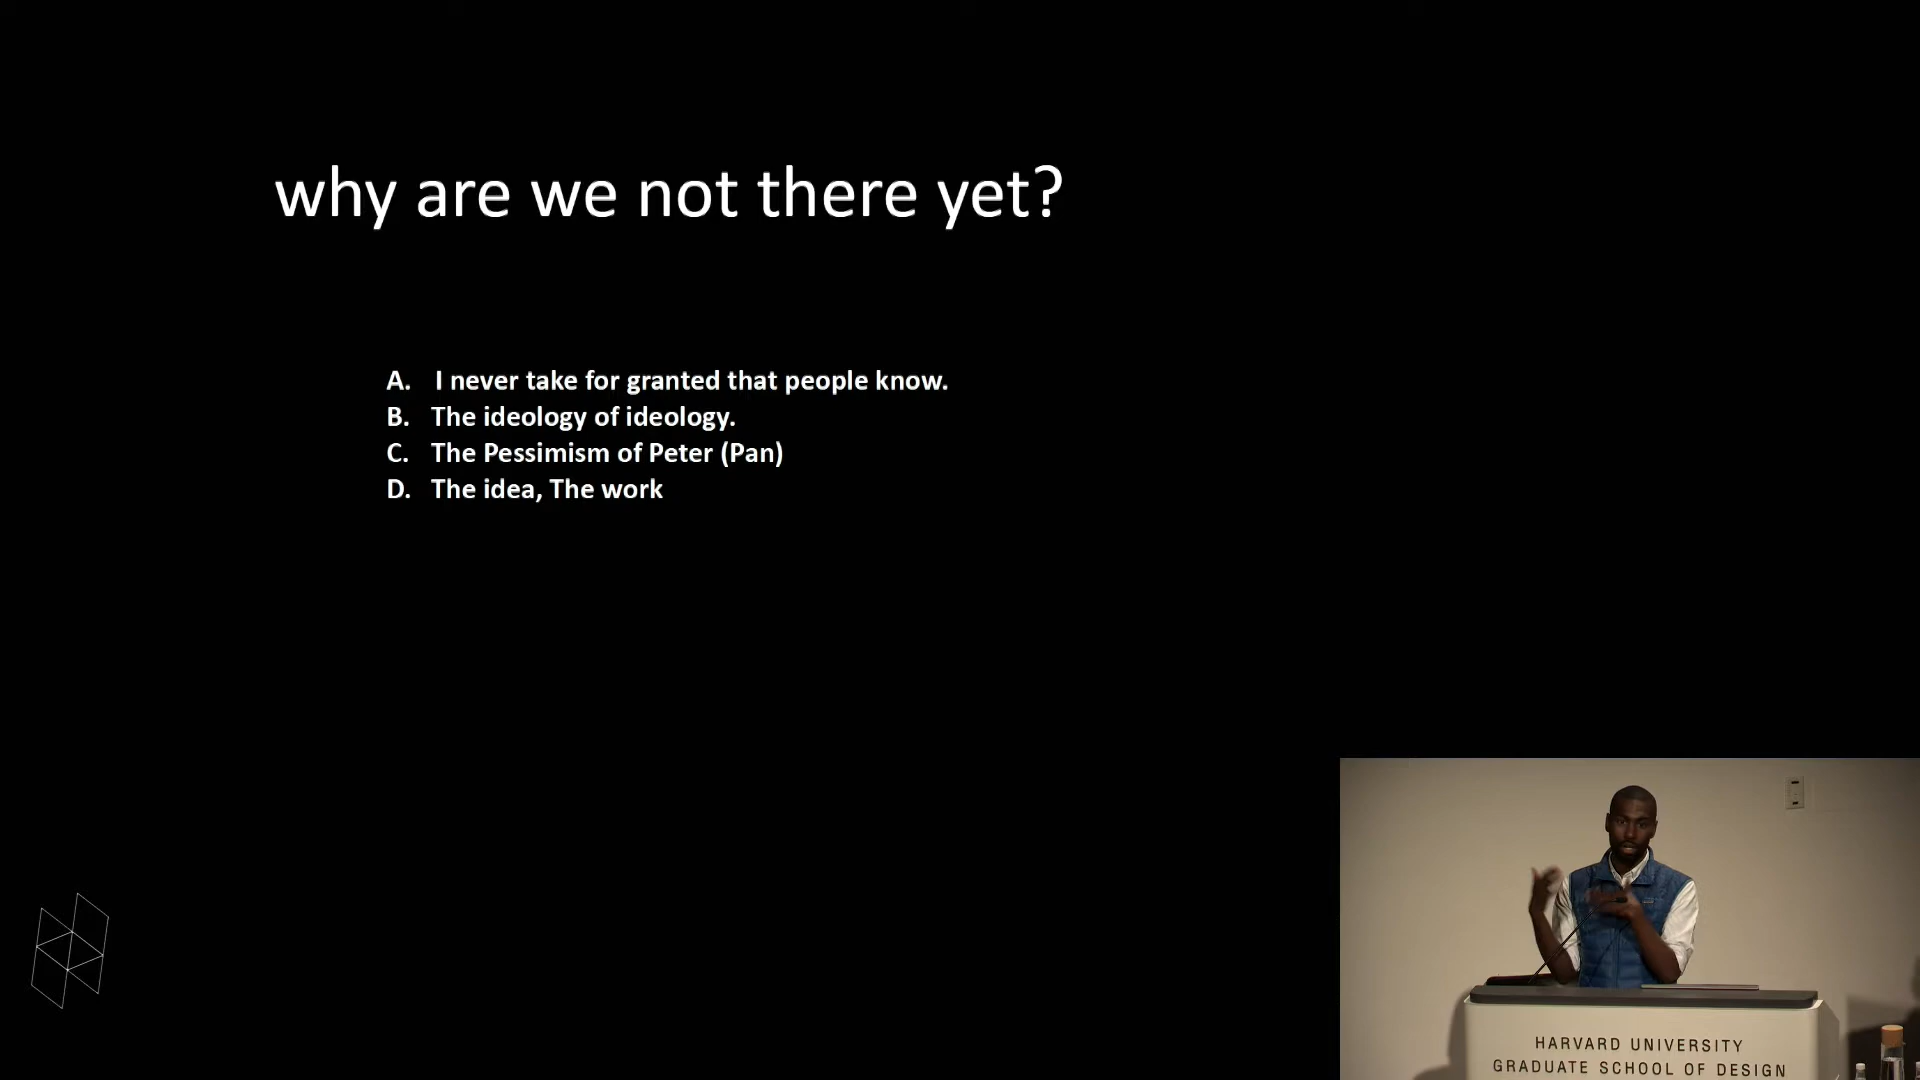 why are we not there yet?
A. I never take for granted that people know.
B. The ideology of ideology.
C. The Pessimism of Peter (Pan)
D. The idea, The work
HARVARD UNIVERSITY
GRADUATE SCHOOL OF DESIGN